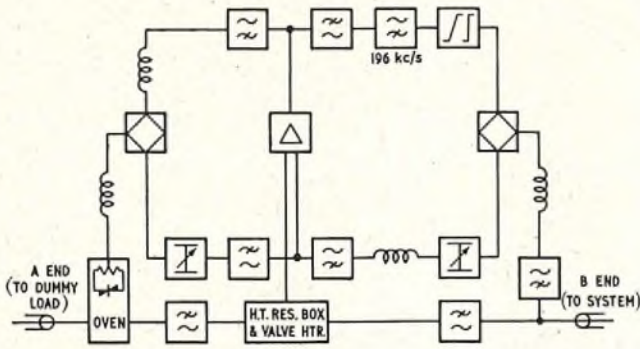 196 kc/s
A END
(TO DUMMY
LOAD)
OVEN
H.T. RES. BOX
& VALVE HTR.
B END
(TO SYSTEM)